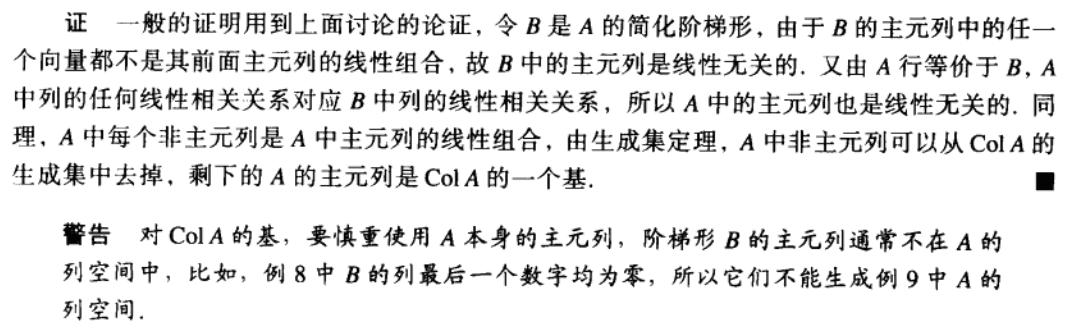 证 一般的证明用到上面讨论的论证，令 B 是 A 的简化阶梯形，由于 B 的主元列中的任一
个向量都不是其前面主元列的线性组合，故 B 中的主元列是线性无关的. 又由 A 行等价于 B, A
中列的任何线性相关关系对应 B 中列的线性相关关系，所以 A 中的主元列也是线性无关的. 同
理，A 中每个非主元列是 A 中主元列的线性组合，由生成集定理，A 中非主元列可以从 Col A 的
生成集中去掉，剩下的 A 的主元列是 Col A 的一个基. ■
警告 对 Col A 的基，要慎重使用 A 本身的主元列，阶梯形 B 的主元列通常不在 A 的
列空间中，比如，例 8 中 B 的列最后一个数字均为零，所以它们不能生成例 9 中 A 的
列空间.